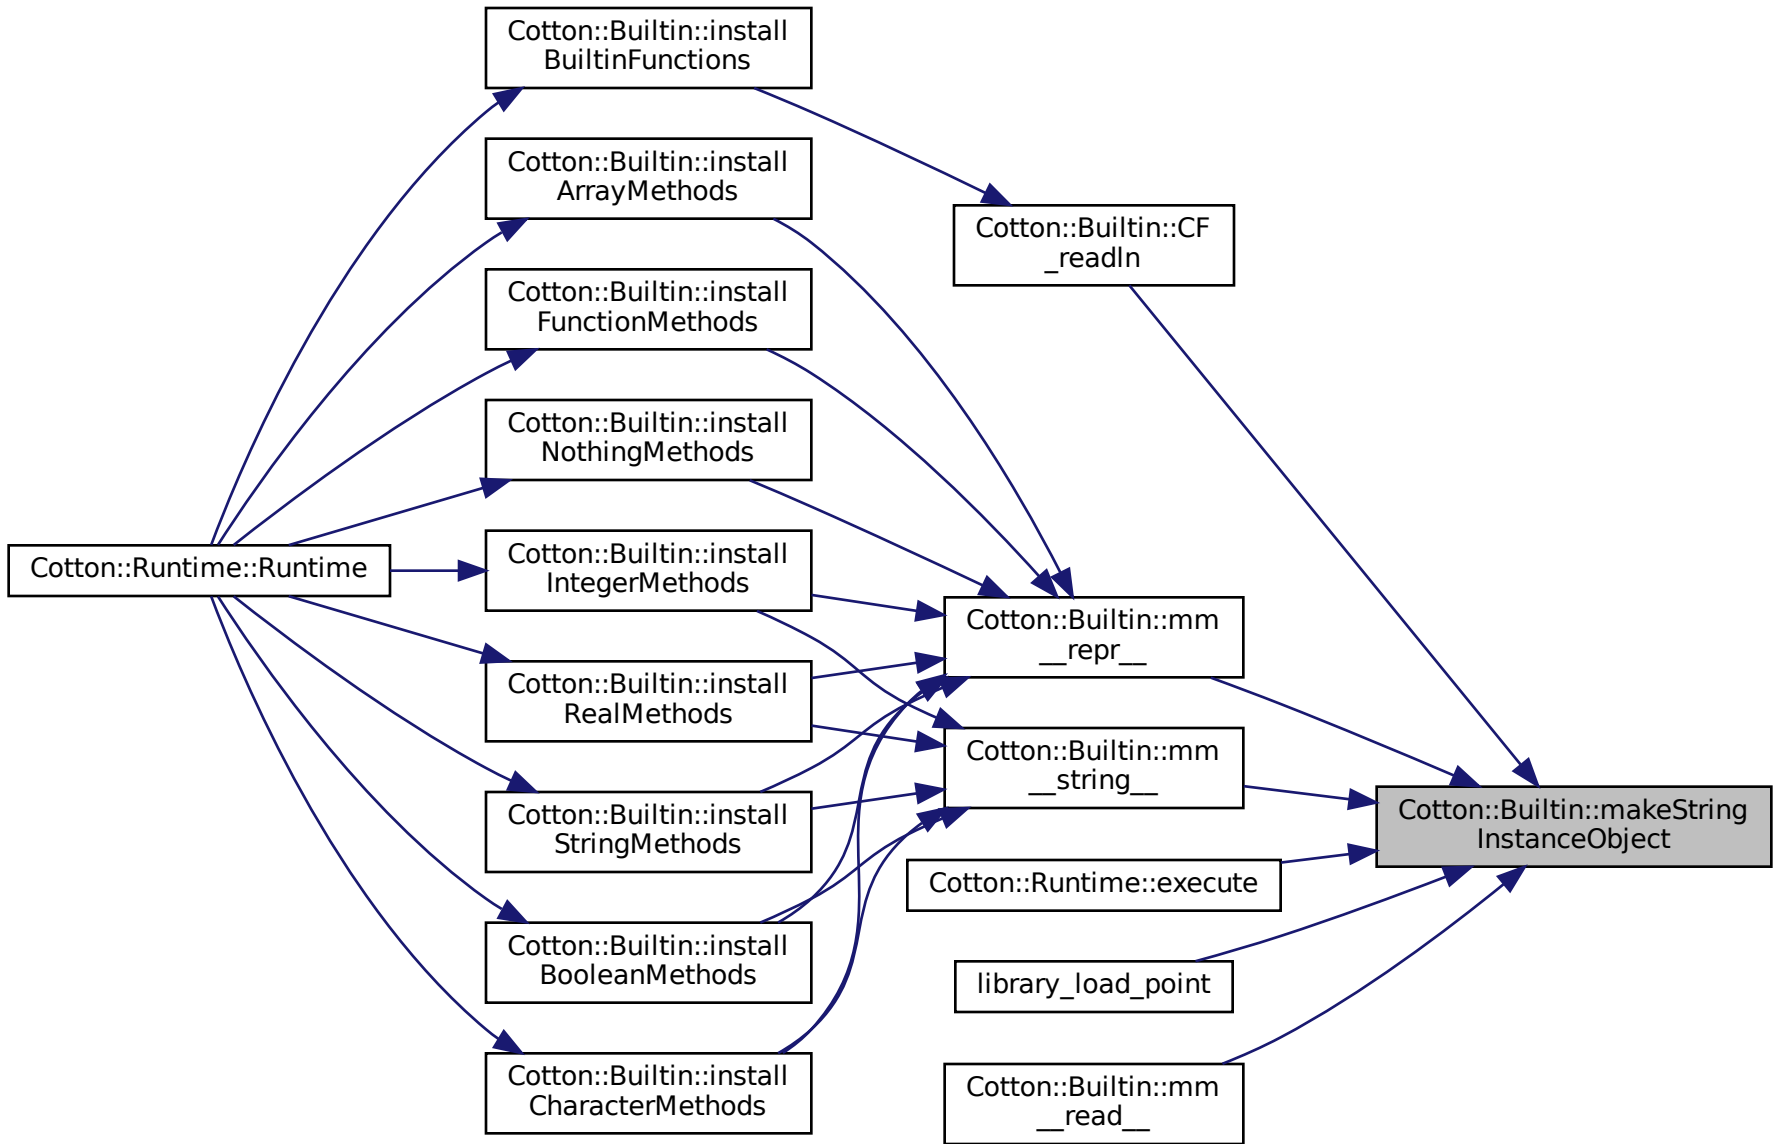 Cotton::Builtin::install
BuiltinFunctions
Cotton::Builtin::install
ArrayMethods
Cotton::Builtin::CF
_readln
Cotton::Builtin::install
FunctionMethods
Cotton::Builtin::install
NothingMethods
Cotton::Runtime::Runtime
Cotton::Builtin::install
IntegerMethods
Cotton::Builtin::mm
__repr__
Cotton::Builtin::install
RealMethods
Cotton::Builtin::mm
__string__
Cotton::Builtin::makeString
InstanceObject
Cotton::Builtin::install
StringMethods
Cotton::Runtime::execute
Cotton::Builtin::install
BooleanMethods
library_load_point
Cotton::Builtin::install
CharacterMethods
Cotton::Builtin::mm
__read__